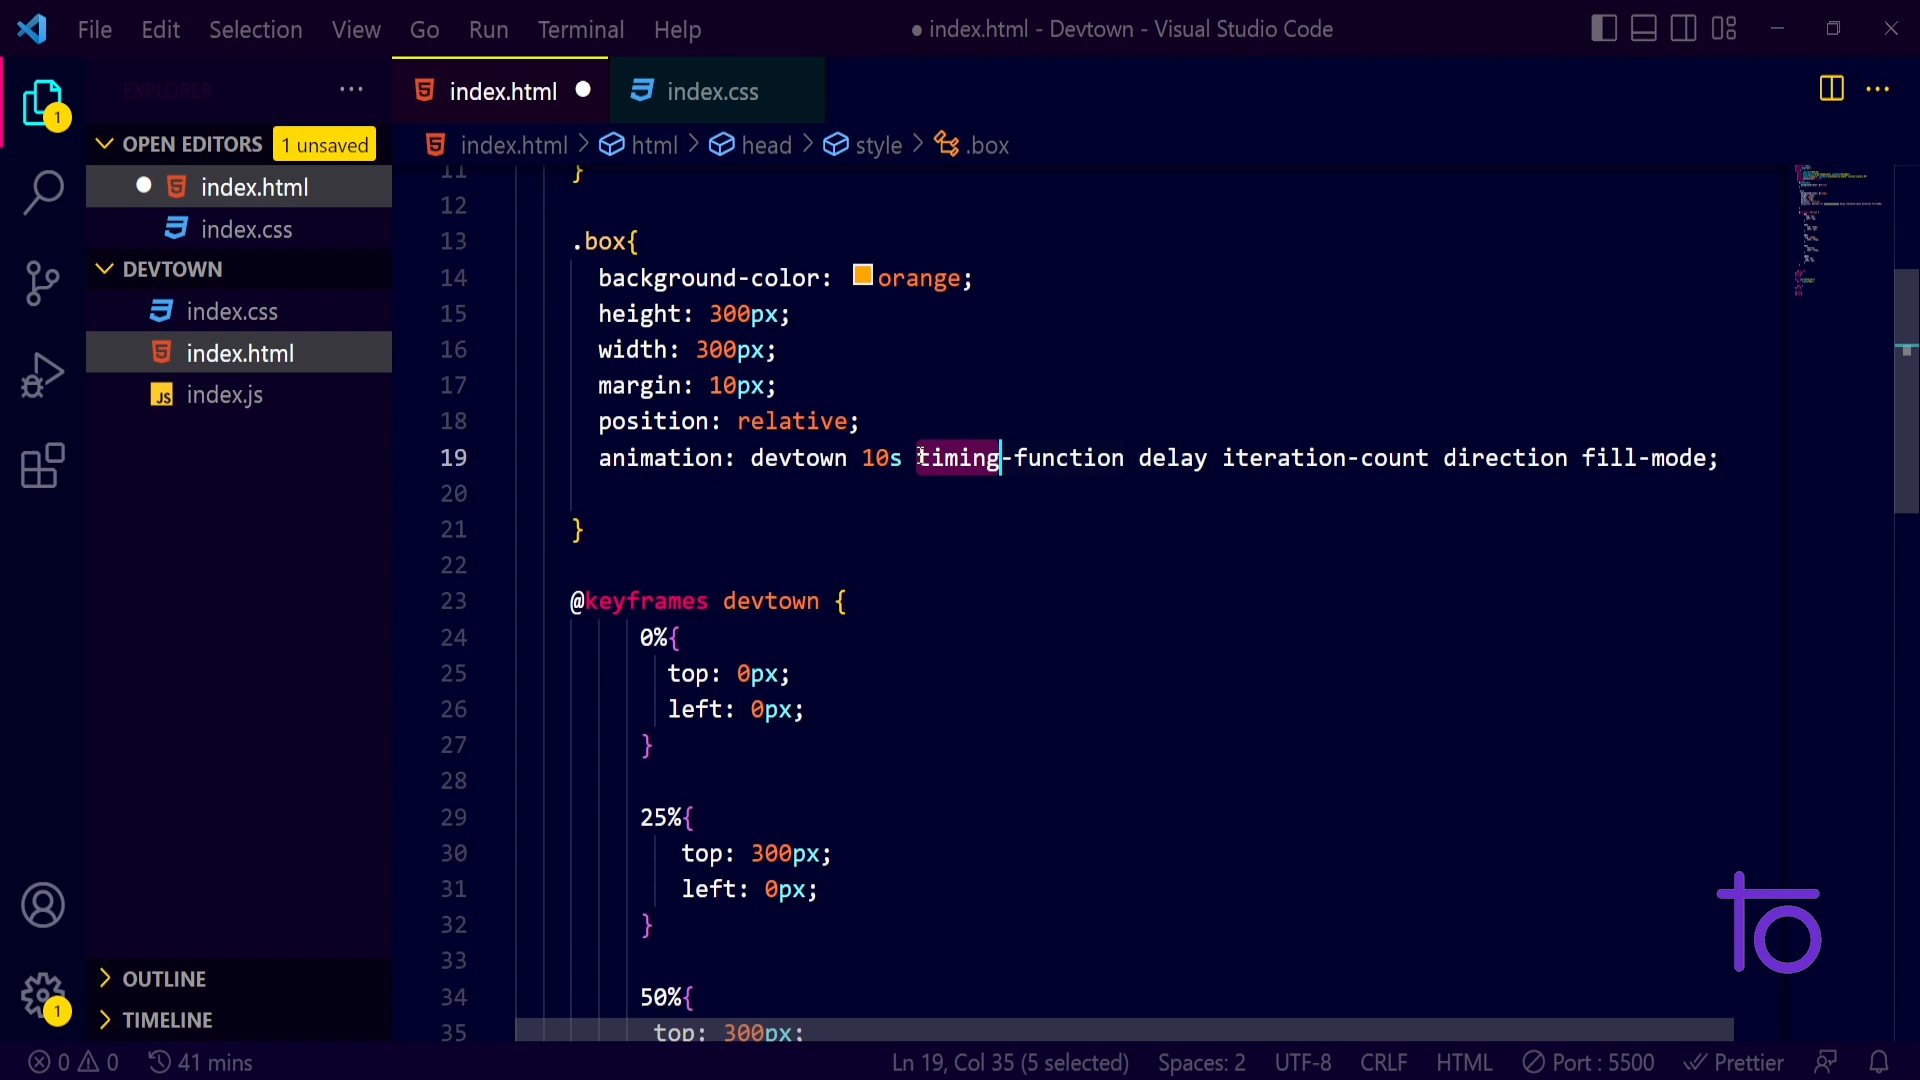 File Edit Selection View Go Run Terminal Help ● index.html - Devtown - Visual Studio Code
EXPLORER ···
index.html index.css
OPEN EDITORS 1 unsaved
index.html > html > head > style > .box
index.html
index.css
DEVTOWN
index.css
index.html
JS index.js
OUTLINE
TIMELINE
1
1
11 }
12
13 .box{
14 background-color: orange;
15 height: 300px;
16 width: 300px;
17 margin: 10px;
18 position: relative;
19 animation: devtown 10s timing-function delay iteration-count direction fill-mode;
20
21 }
22
23 @keyframes devtown {
24 0%{
25 top: 0px;
26 left: 0px;
27 }
28
29 25%{
30 top: 300px;
31 left: 0px;
32 }
33
34 50%{
35 top: 300px;
to
0 0 41 mins Ln 19, Col 35 (5 selected) Spaces: 2 UTF-8 CRLF HTML Port : 5500 Prettier